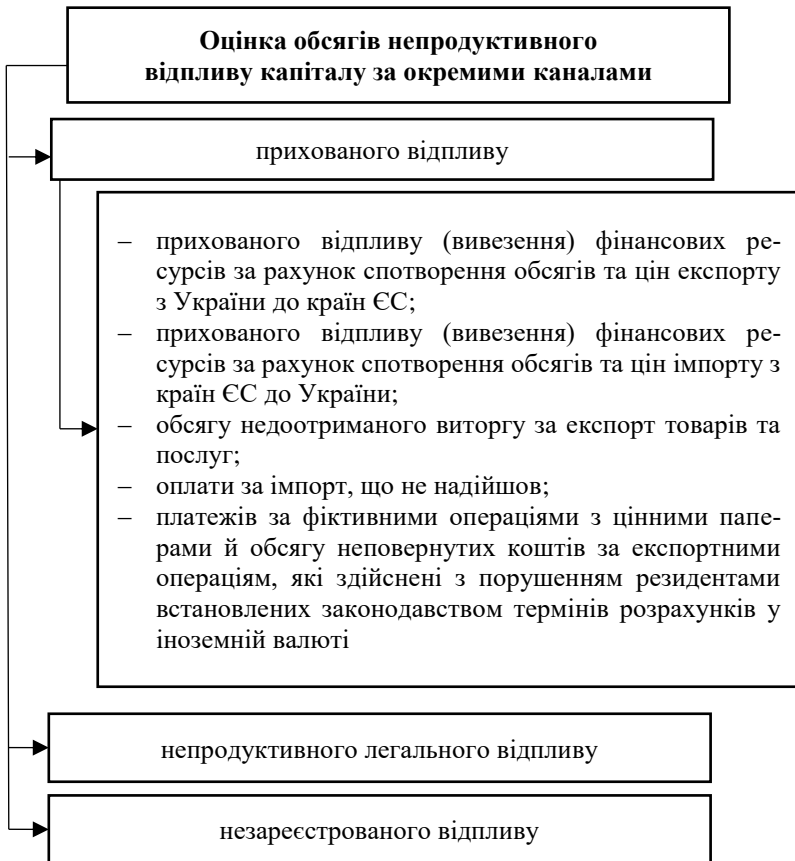 Оцінка обсягів непродуктивного
відпливу капіталу за окремими каналами
прихованого відпливу
– прихованого відпливу (вивезення) фінансових ре-
сурсів за рахунок спотворення обсягів та цін експорту
з України до країн ЄС;
– прихованого відпливу (вивезення) фінансових ре-
сурсів за рахунок спотворення обсягів та цін імпорту з
країн ЄС до України;
– обсягу недоотриманого виторгу за експорт товарів та
послуг;
– оплати за імпорт, що не надійшов;
– платежів за фіктивними операціями з цінними папе-
рами й обсягу неповернутих коштів за експортними
операціям, які здійснені з порушенням резидентами
встановлених законодавством термінів розрахунків у
іноземній валюті
непродуктивного легального відпливу
незареєстрованого відпливу